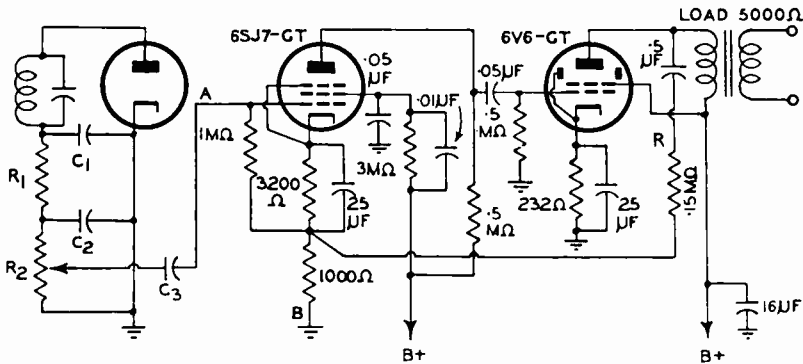 LOAD 5000Ω
6SJ7-GT
6V6-GT
.05
μF
.5
μF
A
.05μF
.01μF
C1
1MΩ
.5
MΩ
R
R1
3MΩ
3200
Ω
25
μF
232Ω
25
μF
.15MΩ
C2
.5
MΩ
R2
C3
1000Ω
B
16μF
B+
B+